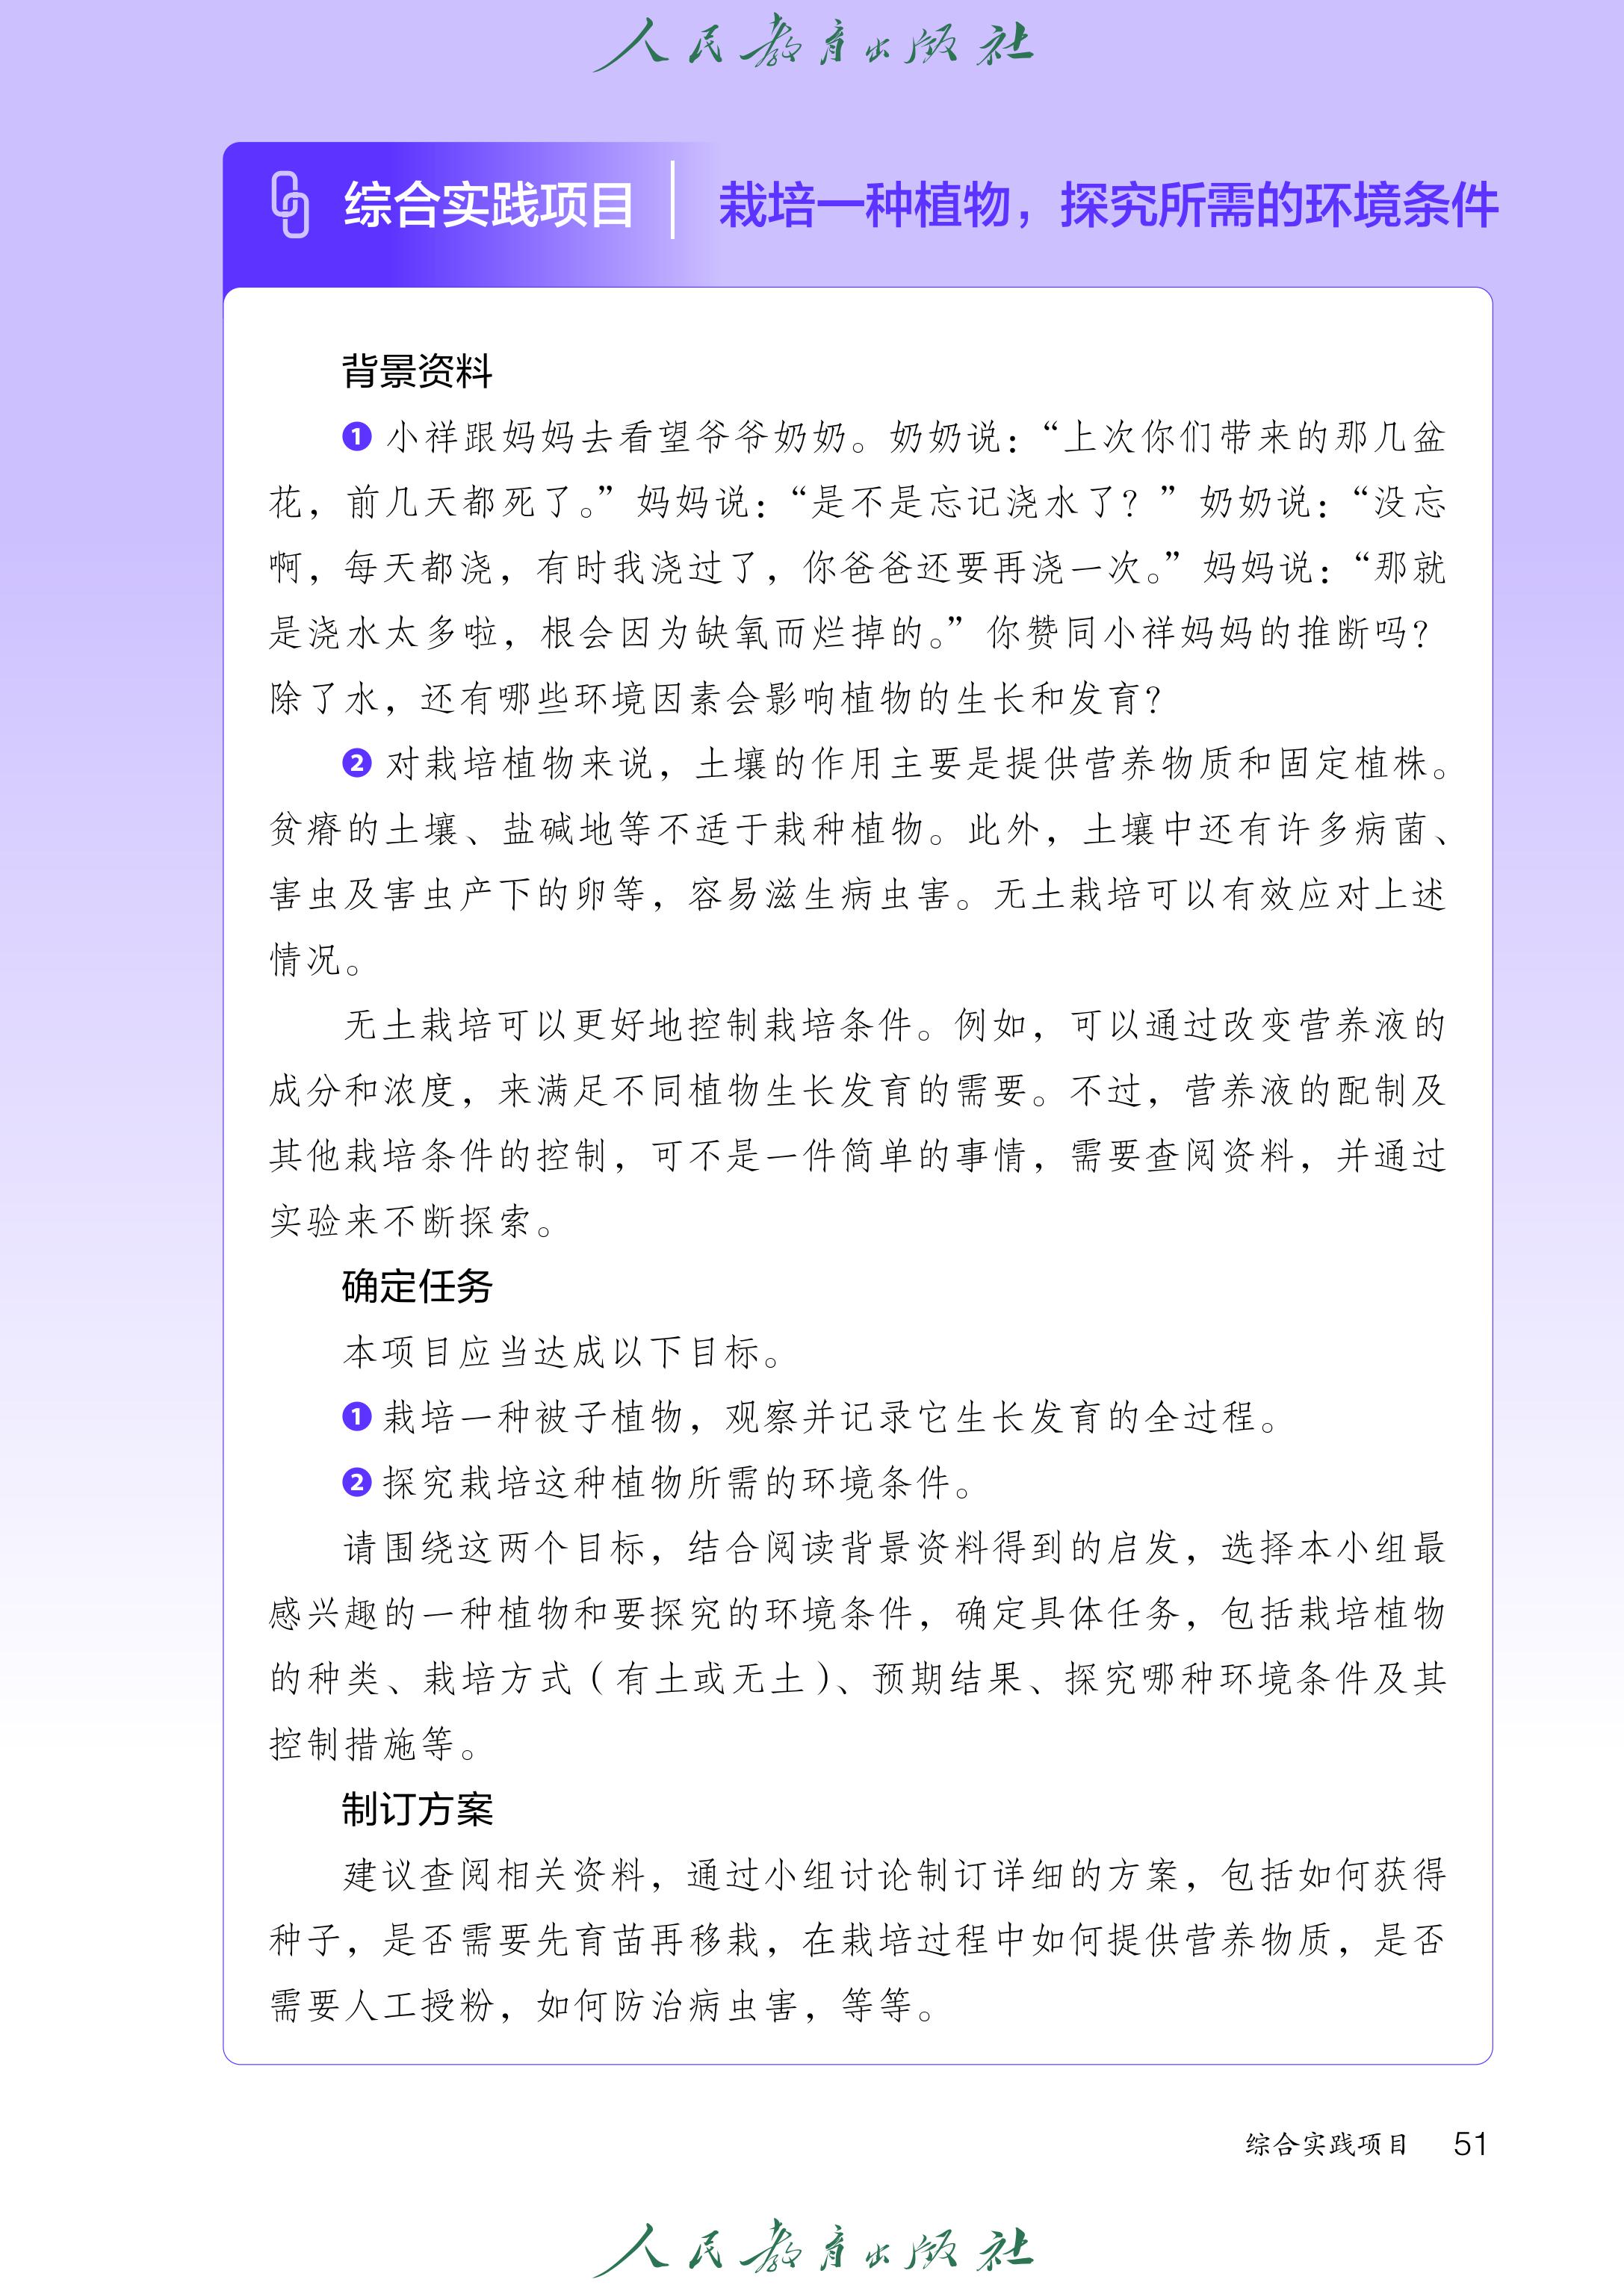 人民教育出版社
综合实践项目 栽培一种植物，探究所需的环境条件
背景资料
❶ 小祥跟妈妈去看望爷爷奶奶。奶奶说：“上次你们带来的那几盆
花，前几天都死了。”妈妈说：“是不是忘记浇水了？”奶奶说：“没忘
啊，每天都浇，有时我浇过了，你爸爸还要再浇一次。”妈妈说：“那就
是浇水太多啦，根会因为缺氧而烂掉的。”你赞同小祥妈妈的推断吗？
除了水，还有哪些环境因素会影响植物的生长和发育？
❷ 对栽培植物来说，土壤的作用主要是提供营养物质和固定植株。
贫瘠的土壤、盐碱地等不适于栽种植物。此外，土壤中还有许多病菌、
害虫及害虫产下的卵等，容易滋生病虫害。无土栽培可以有效应对上述
情况。
无土栽培可以更好地控制栽培条件。例如，可以通过改变营养液的
成分和浓度，来满足不同植物生长发育的需要。不过，营养液的配制及
其他栽培条件的控制，可不是一件简单的事情，需要查阅资料，并通过
实验来不断探索。
确定任务
本项目应当达成以下目标。
❶ 栽培一种被子植物，观察并记录它生长发育的全过程。
❷ 探究栽培这种植物所需的环境条件。
请围绕这两个目标，结合阅读背景资料得到的启发，选择本小组最
感兴趣的一种植物和要探究的环境条件，确定具体任务，包括栽培植物
的种类、栽培方式（有土或无土）、预期结果、探究哪种环境条件及其
控制措施等。
制订方案
建议查阅相关资料，通过小组讨论制订详细的方案，包括如何获得
种子，是否需要先育苗再移栽，在栽培过程中如何提供营养物质，是否
需要人工授粉，如何防治病虫害，等等。
综合实践项目 51
人民教育出版社